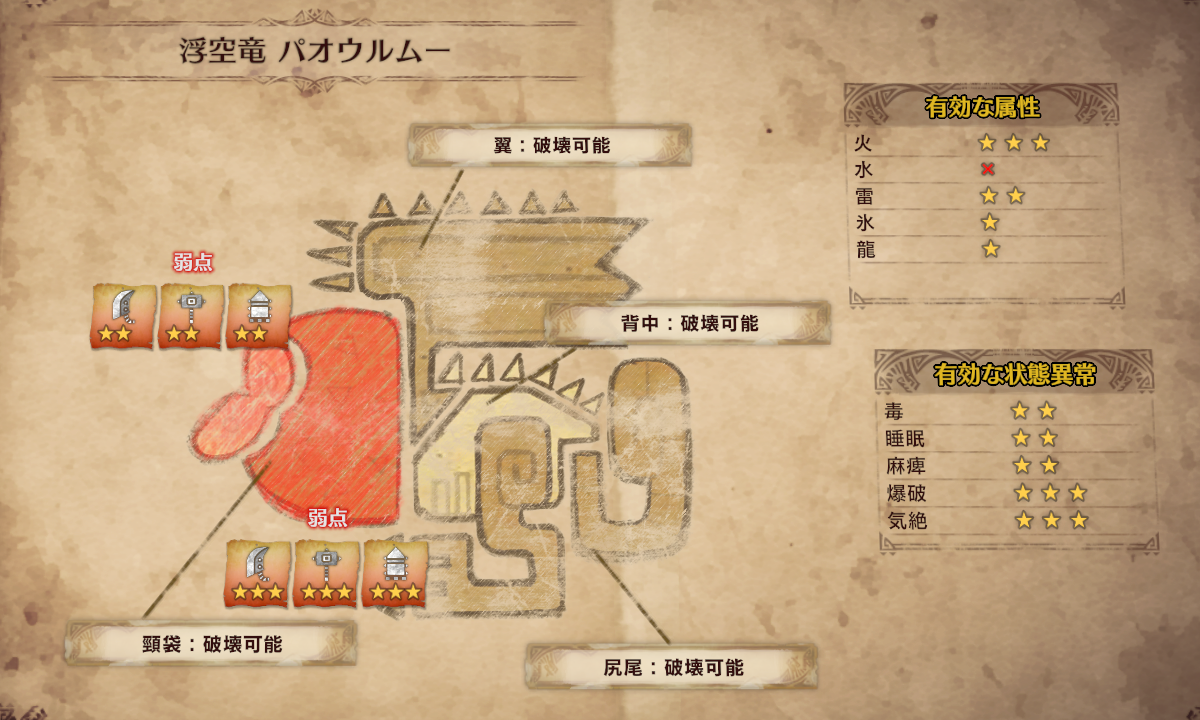 浮空竜 パオウルムー
翼：破壊可能
弱点
背中：破壊可能
弱点
頸袋：破壊可能
尻尾：破壊可能
有効な属性
火 ★★★
水 ×
雷 ★★
氷 ★
龍 ★
有効な状態異常
毒 ★★
睡眠 ★★
麻痺 ★★
爆破 ★★★
気絶 ★★★